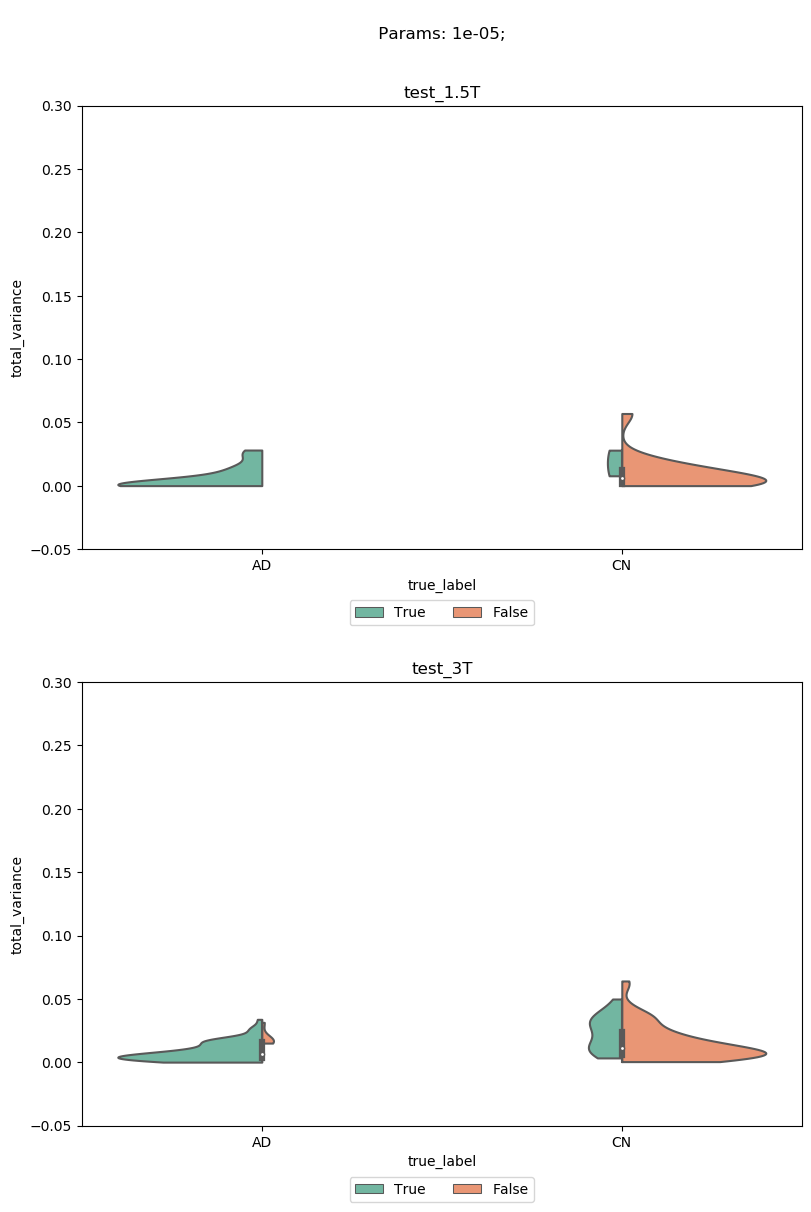 Params: 1e-05;
test_1.5T
0.30
0.25
0.20
0.15
0.10
0.05
0.00
−0.05
total_variance
AD CN
true_label
True False
test_3T
0.30
0.25
0.20
0.15
0.10
0.05
0.00
−0.05
total_variance
AD CN
true_label
True False